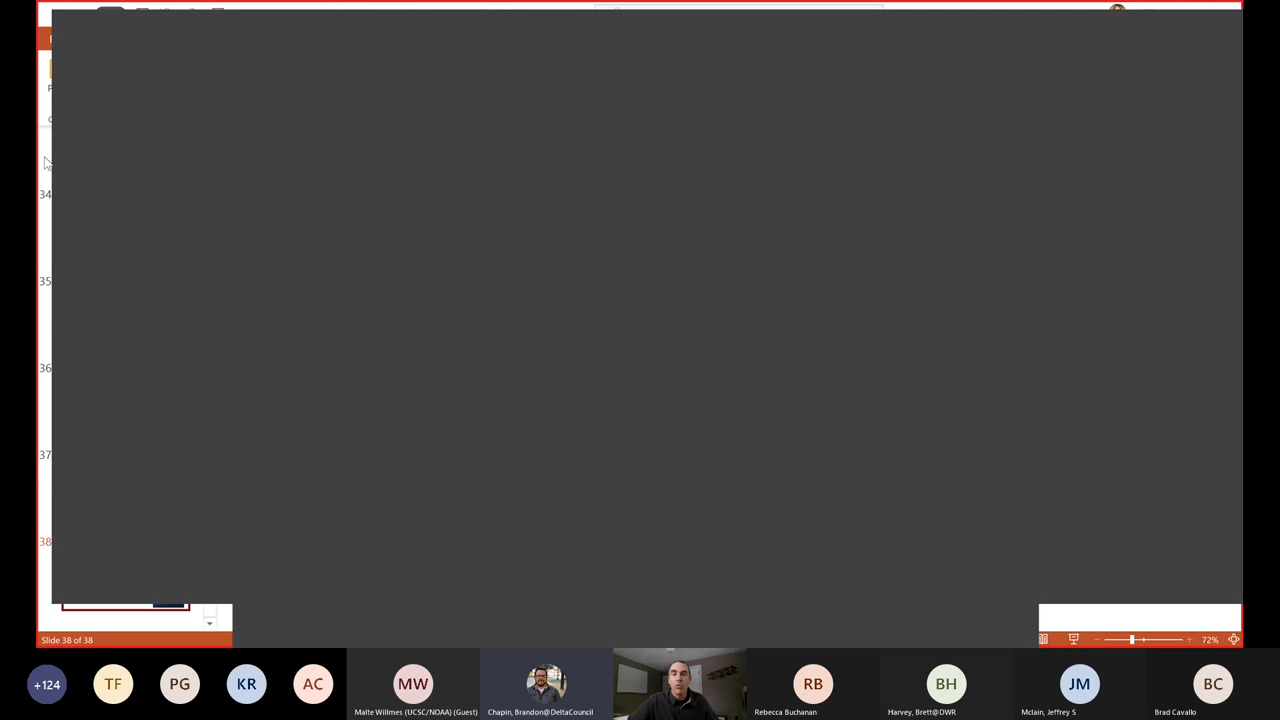 34
35
36
37
38
Slide 38 of 38
72%
+124
TF
PG
KR
AC
MW
RB
BH
JM
BC
Malte Willmes (UCSC/NOAA) (Guest)
Chapin, Brandon@DeltaCouncil
Rebecca Buchanan
Harvey, Brett@DWR
Mclain, Jeffrey S
Brad Cavallo